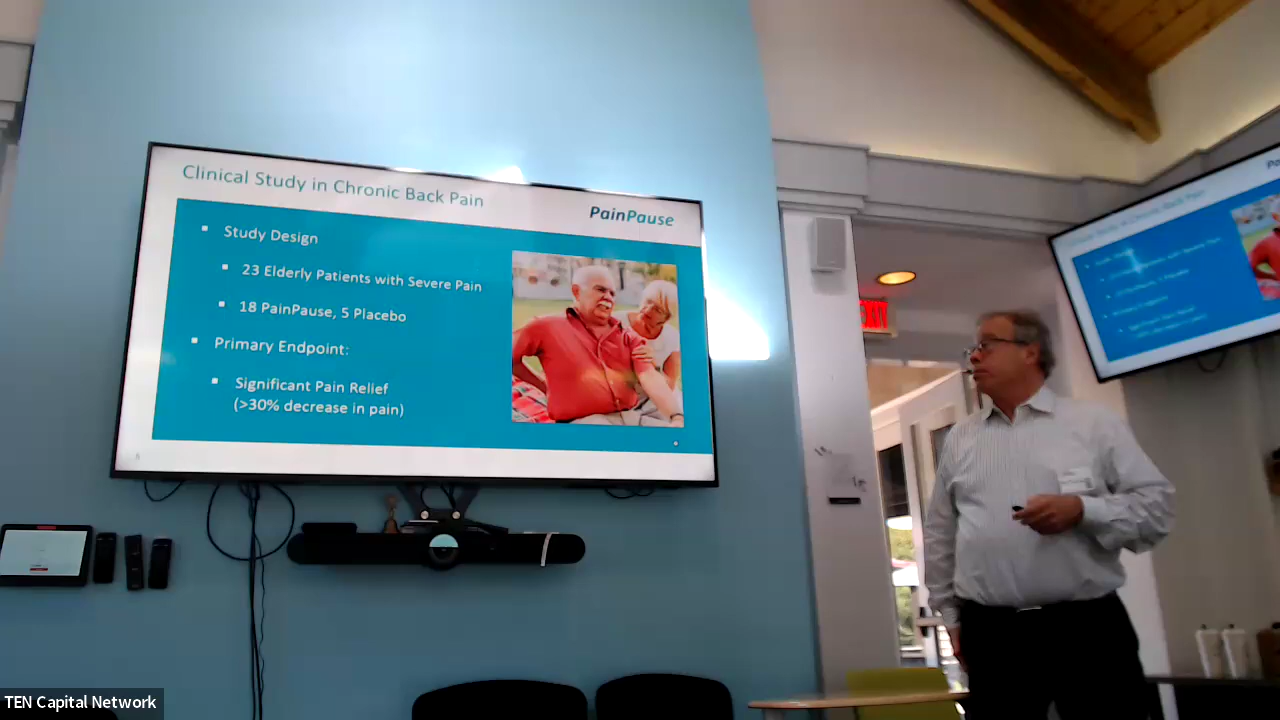 Clinical Study in Chronic Back Pain
PainPause
Study Design
23 Elderly Patients with Severe Pain
18 PainPause, 5 Placebo
Primary Endpoint:
Significant Pain Relief
(>30% decrease in pain)
EXIT
TEN Capital Network